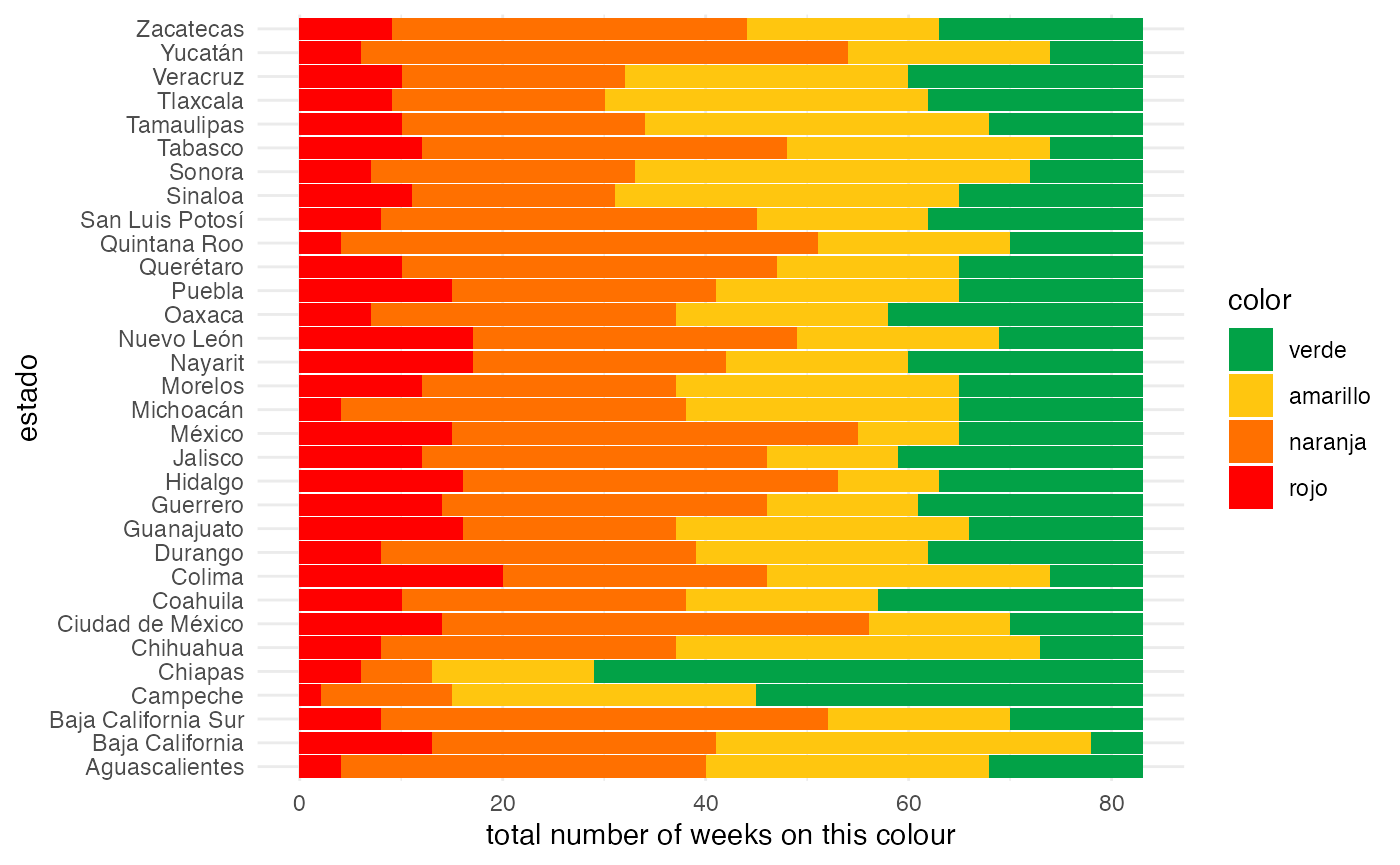 Zacatecas
Yucatán
Veracruz
Tlaxcala
Tamaulipas
Tabasco
Sonora
Sinaloa
San Luis Potosí
Quintana Roo
Querétaro
Puebla
Oaxaca
Nuevo León
Nayarit
Morelos
Michoacán
México
Jalisco
Hidalgo
Guerrero
Guanajuato
Durango
Colima
Coahuila
Ciudad de México
Chihuahua
Chiapas
Campeche
Baja California Sur
Baja California
Aguascalientes
estado
0 20 40 60 80
total number of weeks on this colour
color
verde
amarillo
naranja
rojo